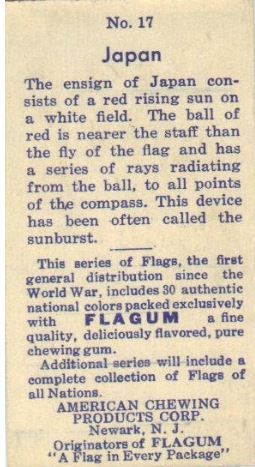 No. 17
Japan
The ensign of Japan con-
sists of a red rising sun on
a white field. The ball of
red is nearer the staff than
the fly of the flag and has
a series of rays radiating
from the ball, to all points
of the compass. This device
has been often called the
sunburst.
This series of Flags, the first
general distribution since the
World War, includes 30 authentic
national colors packed exclusively
with FLAGUM a fine
quality, deliciously flavored, pure
chewing gum.
Additional series will include a
complete collection of Flags of
all Nations.
AMERICAN CHEWING
PRODUCTS CORP.
Newark, N. J.
Originators of FLAGUM
"A Flag in Every Package"